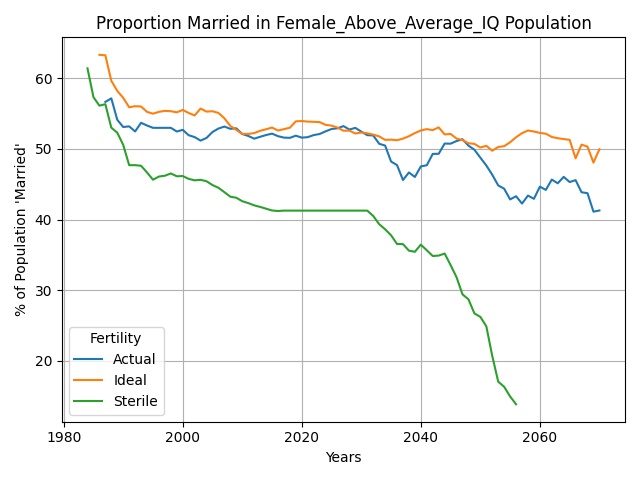 Proportion Married in Female_Above_Average_IQ Population
% of Population 'Married'
60
50
40
30
20
Fertility
Actual
Ideal
Sterile
1980
2000
2020
2040
2060
Years